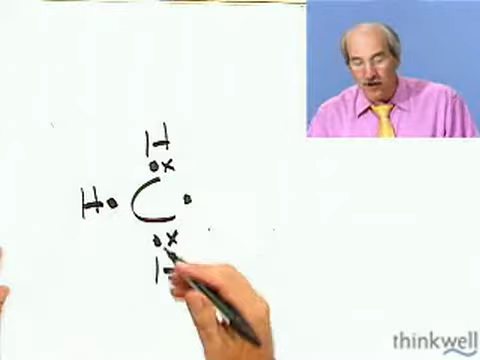 H
• x
H • C •
• x
H
thinkwell